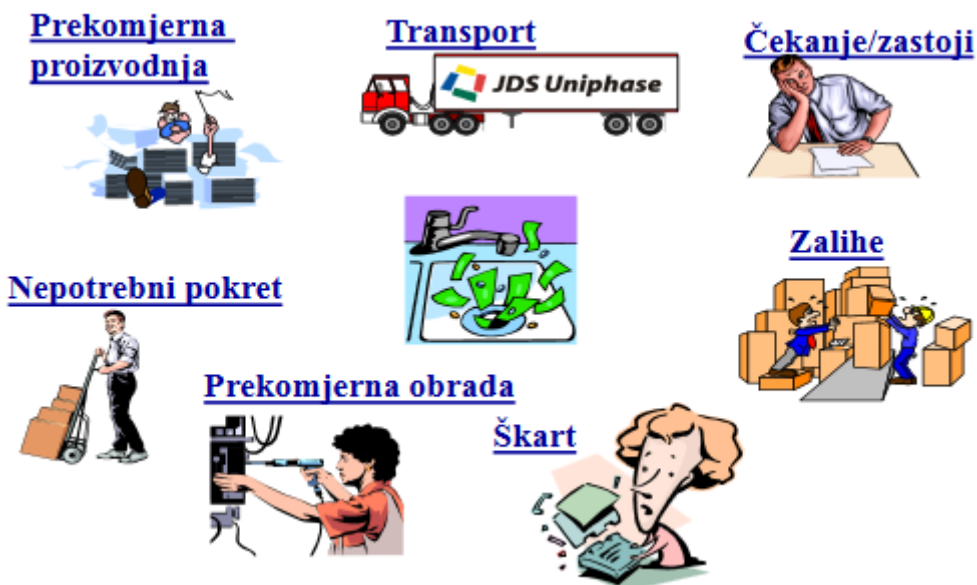 Prekomjerna
proizvodnja
Transport
JDS Uniphase
Čekanje/zastoji
Zalihe
Nepotrebni pokret
Prekomjerna obrada
Škart